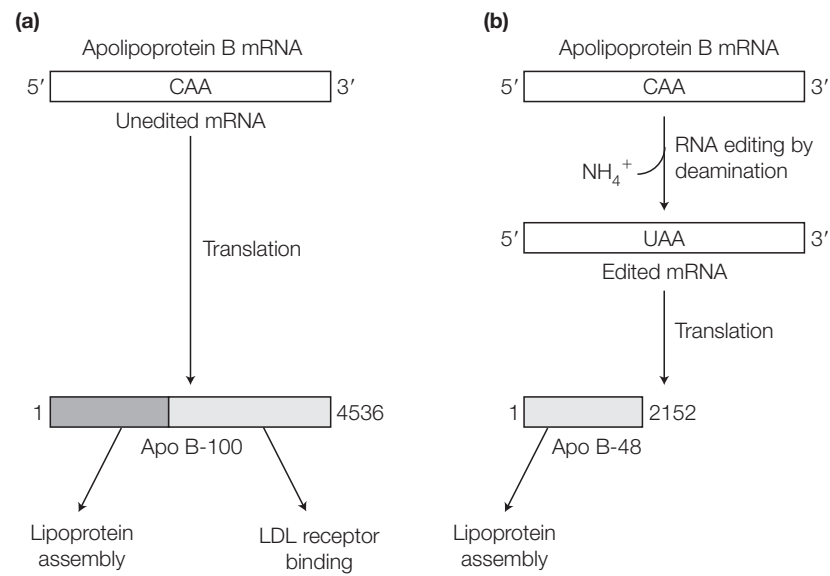 (a)
Apolipoprotein B mRNA
5′ CAA 3′
Unedited mRNA
Translation
1 4536
Apo B-100
Lipoprotein
assembly
LDL receptor
binding
(b)
Apolipoprotein B mRNA
5′ CAA 3′
RNA editing by
deamination
NH₄⁺
5′ UAA 3′
Edited mRNA
Translation
1 2152
Apo B-48
Lipoprotein
assembly